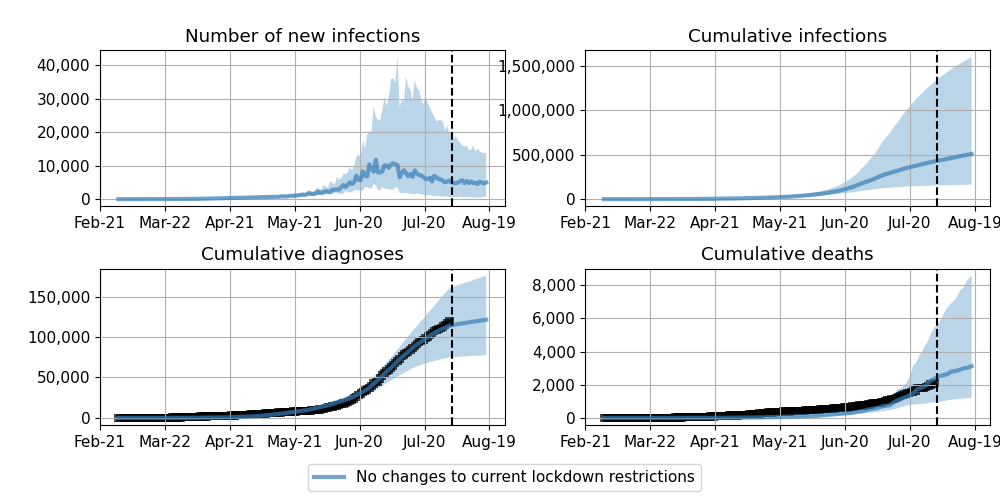 Number of new infections
Cumulative infections
40,000
30,000
20,000
10,000
0
Feb-21 Mar-22 Apr-21 May-21 Jun-20 Jul-20 Aug-19
1,500,000
1,000,000
500,000
0
Feb-21 Mar-22 Apr-21 May-21 Jun-20 Jul-20 Aug-19
Cumulative diagnoses
Cumulative deaths
150,000
100,000
50,000
0
Feb-21 Mar-22 Apr-21 May-21 Jun-20 Jul-20 Aug-19
8,000
6,000
4,000
2,000
0
Feb-21 Mar-22 Apr-21 May-21 Jun-20 Jul-20 Aug-19
No changes to current lockdown restrictions